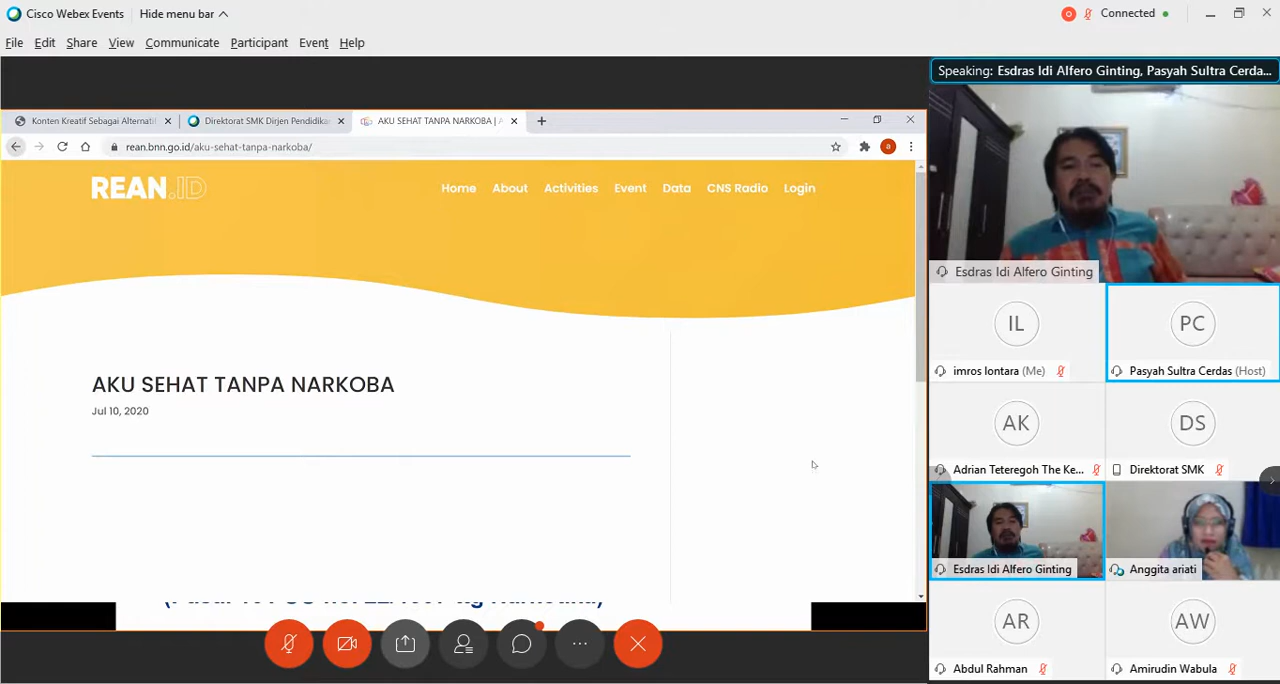 Cisco Webex Events
Hide menu bar
Connected
File Edit Share View Communicate Participant Event Help
Speaking: Esdras Idi Alfero Ginting, Pasyah Sultra Cerda...
Konten Kreatif Sebagai Alternatif
Direktorat SMK Dirjen Pendidikan
AKU SEHAT TANPA NARKOBA | A
rean.bnn.go.id/aku-sehat-tanpa-narkoba/
a
REAN.ID
Home About Activities Event Data CNS Radio Login
AKU SEHAT TANPA NARKOBA
Jul 10, 2020
Esdras Idi Alfero Ginting
IL
imros lontara (Me)
PC
Pasyah Sultra Cerdas (Host)
AK
Adrian Teteregoh The Ke...
DS
Direktorat SMK
Esdras Idi Alfero Ginting
Anggita ariati
AR
Abdul Rahman
AW
Amirudin Wabula